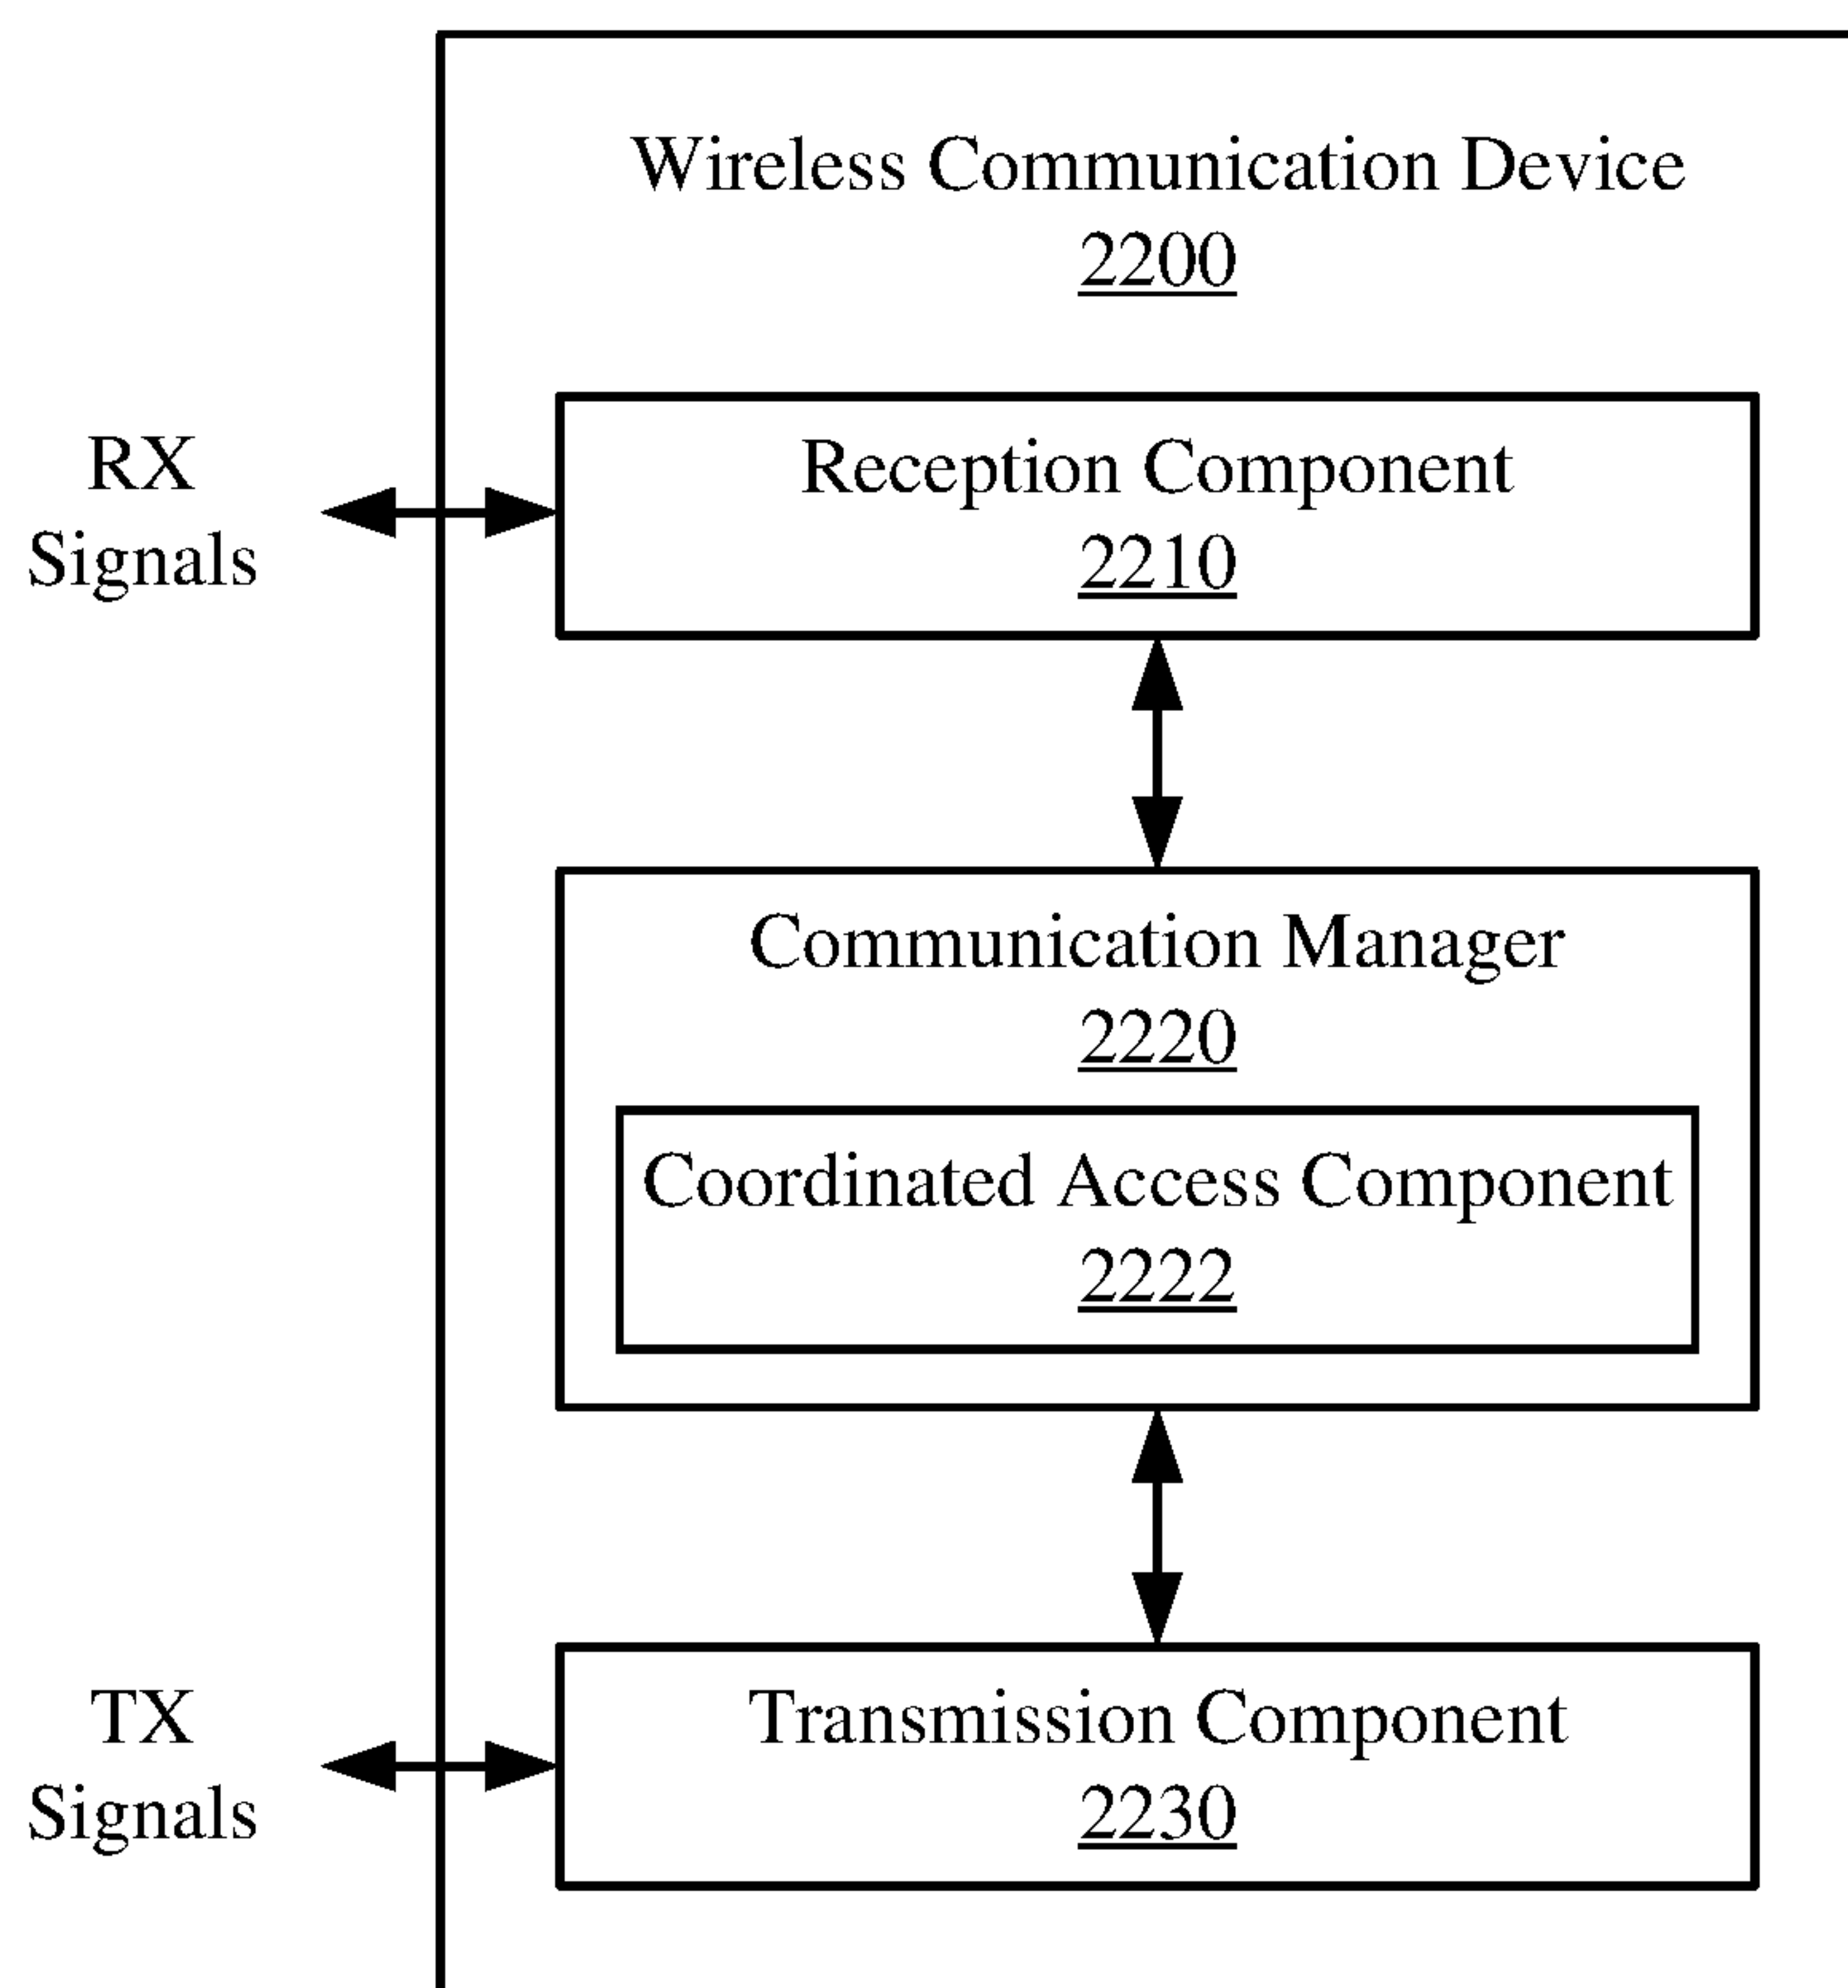 Wireless Communication Device
2200
RX
Signals
Reception Component
2210
Communication Manager
2220
Coordinated Access Component
2222
TX
Signals
Transmission Component
2230